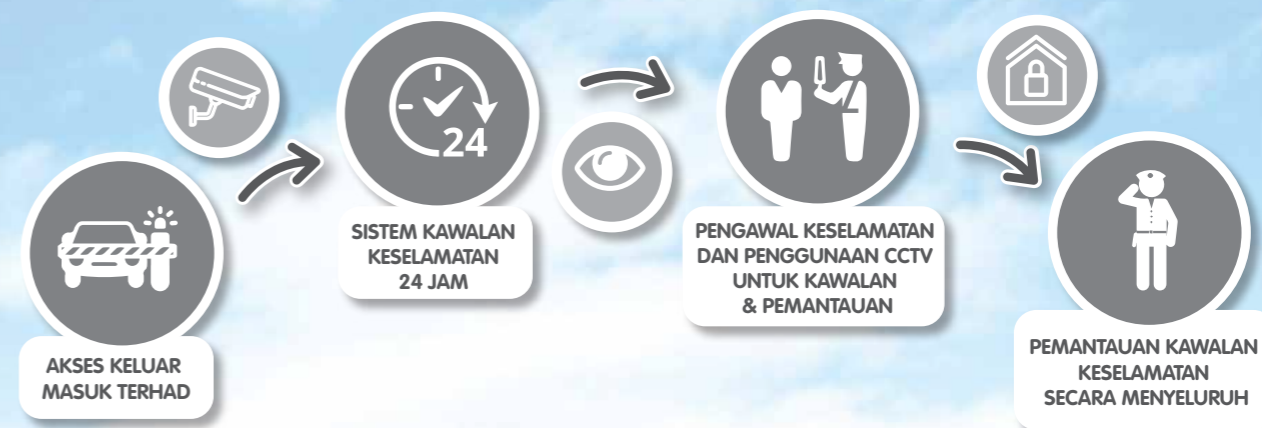 AKSES KELUAR
MASUK TERHAD
24
SISTEM KAWALAN
KESELAMATAN
24 JAM
PENGAWAL KESELAMATAN
DAN PENGGUNAAN CCTV
UNTUK KAWALAN
& PEMANTAUAN
PEMANTAUAN KAWALAN
KESELAMATAN
SECARA MENYELURUH